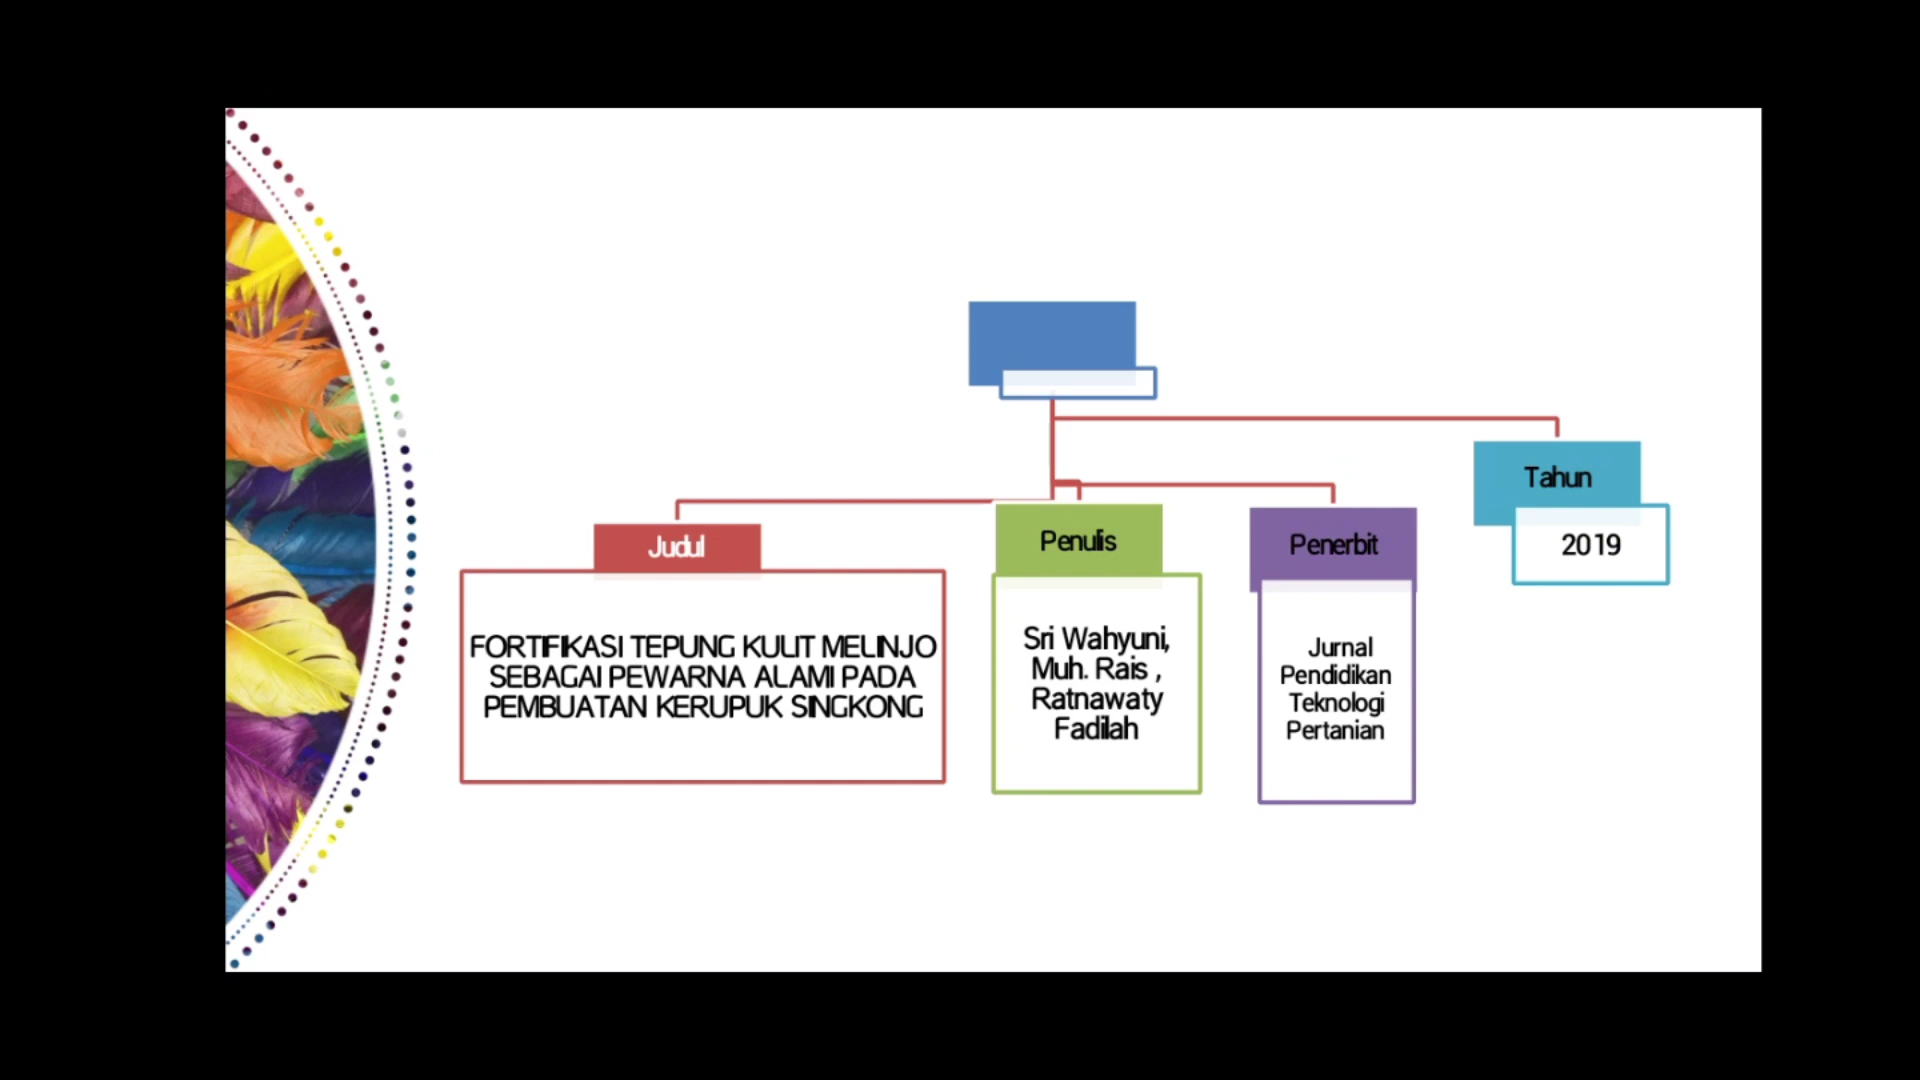 Judul
FORTIFIKASI TEPUNG KULIT MELINJO
SEBAGAI PEWARNA ALAMI PADA
PEMBUATAN KERUPUK SINGKONG
Penulis
Sri Wahyuni,
Muh. Rais ,
Ratnawaty
Fadilah
Penerbit
Jurnal
Pendidikan
Teknologi
Pertanian
Tahun
2019